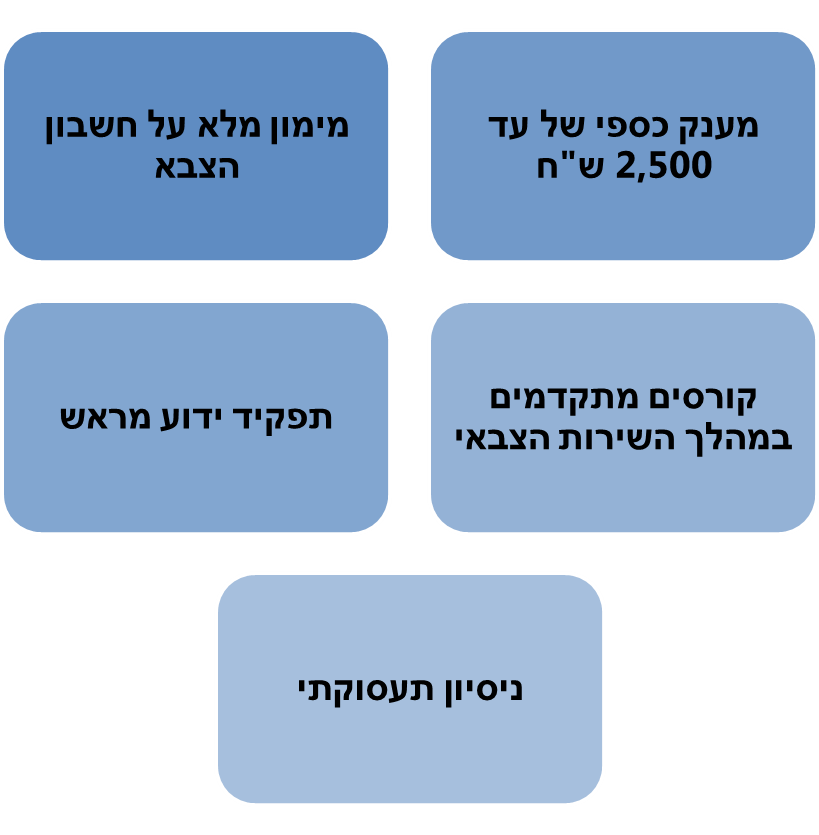 מענק כספי של עד
2,500 ש"ח
מימון מלא על חשבון
הצבא
קורסים מתקדמים
במהלך השירות הצבאי
תפקיד ידוע מראש
ניסיון תעסוקתי